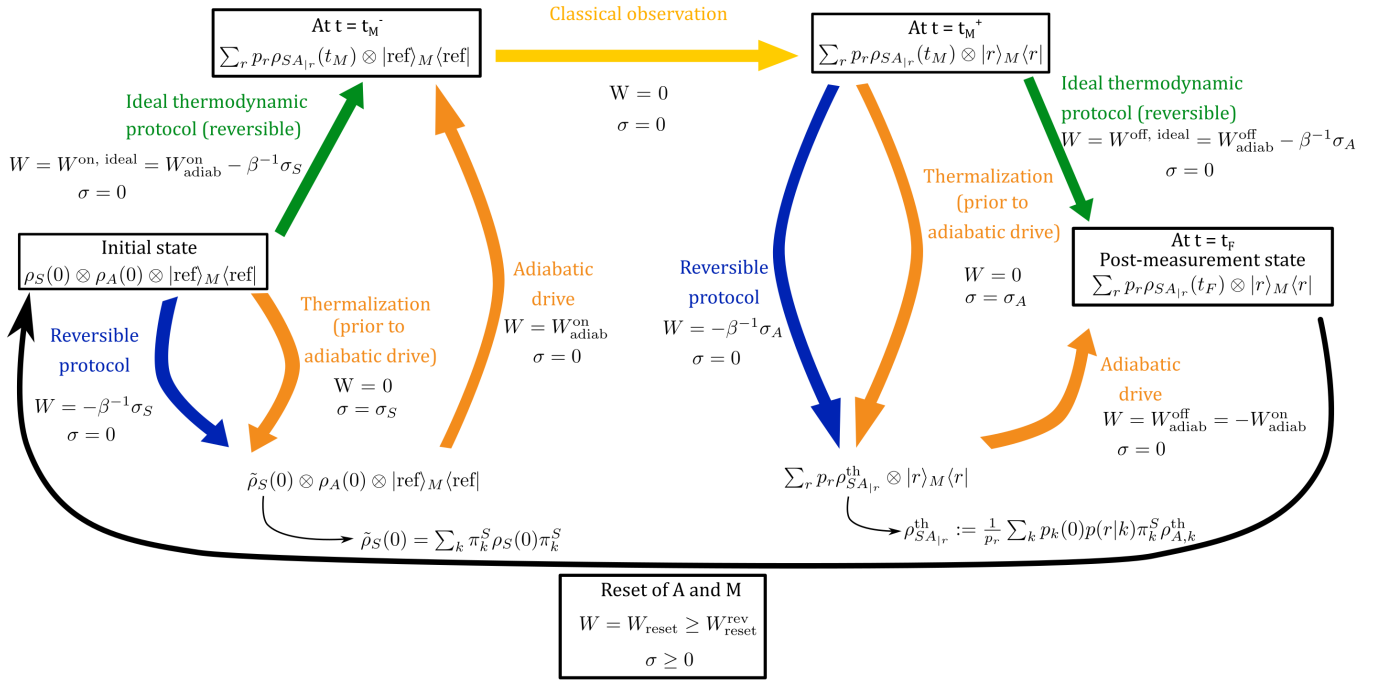 Classical observation
At t = t_M^-
∑_r p_r ρ_{SA|r}(t_M) ⊗ |ref⟩_M⟨ref|
At t = t_M^+
∑_r p_r ρ_{SA|r}(t_M) ⊗ |r⟩_M⟨r|
W = 0
σ = 0
Ideal thermodynamic
protocol (reversible)
W = W^{on, ideal} = W^{on}_{adiab} − β^{-1}σ_S
σ = 0
Ideal thermodynamic
protocol (reversible)
W = W^{off, ideal} = W^{off}_{adiab} − β^{-1}σ_A
σ = 0
Initial state
ρ_S(0) ⊗ ρ_A(0) ⊗ |ref⟩_M⟨ref|
Reversible
protocol
W = −β^{-1}σ_S
σ = 0
Thermalization
(prior to
adiabatic drive)
W = 0
σ = σ_S
Adiabatic
drive
W = W^{on}_{adiab}
σ = 0
Reversible
protocol
W = −β^{-1}σ_A
σ = 0
Thermalization
(prior to
adiabatic drive)
W = 0
σ = σ_A
At t = t_F
Post-measurement state
∑_r p_r ρ_{SA|r}(t_F) ⊗ |r⟩_M⟨r|
Adiabatic
drive
W = W^{off}_{adiab} = −W^{on}_{adiab}
σ = 0
ρ̃_S(0) ⊗ ρ_A(0) ⊗ |ref⟩_M⟨ref|
ρ̃_S(0) = ∑_k π_k^S ρ_S(0) π_k^S
∑_r p_r ρ^{th}_{SA|r} ⊗ |r⟩_M⟨r|
ρ^{th}_{SA|r} := 1/p_r ∑_k p_k(0)p(r|k)π_k^S ρ^{th}_{A,k}
Reset of A and M
W = W_{reset} ≥ W^{rev}_{reset}
σ ≥ 0